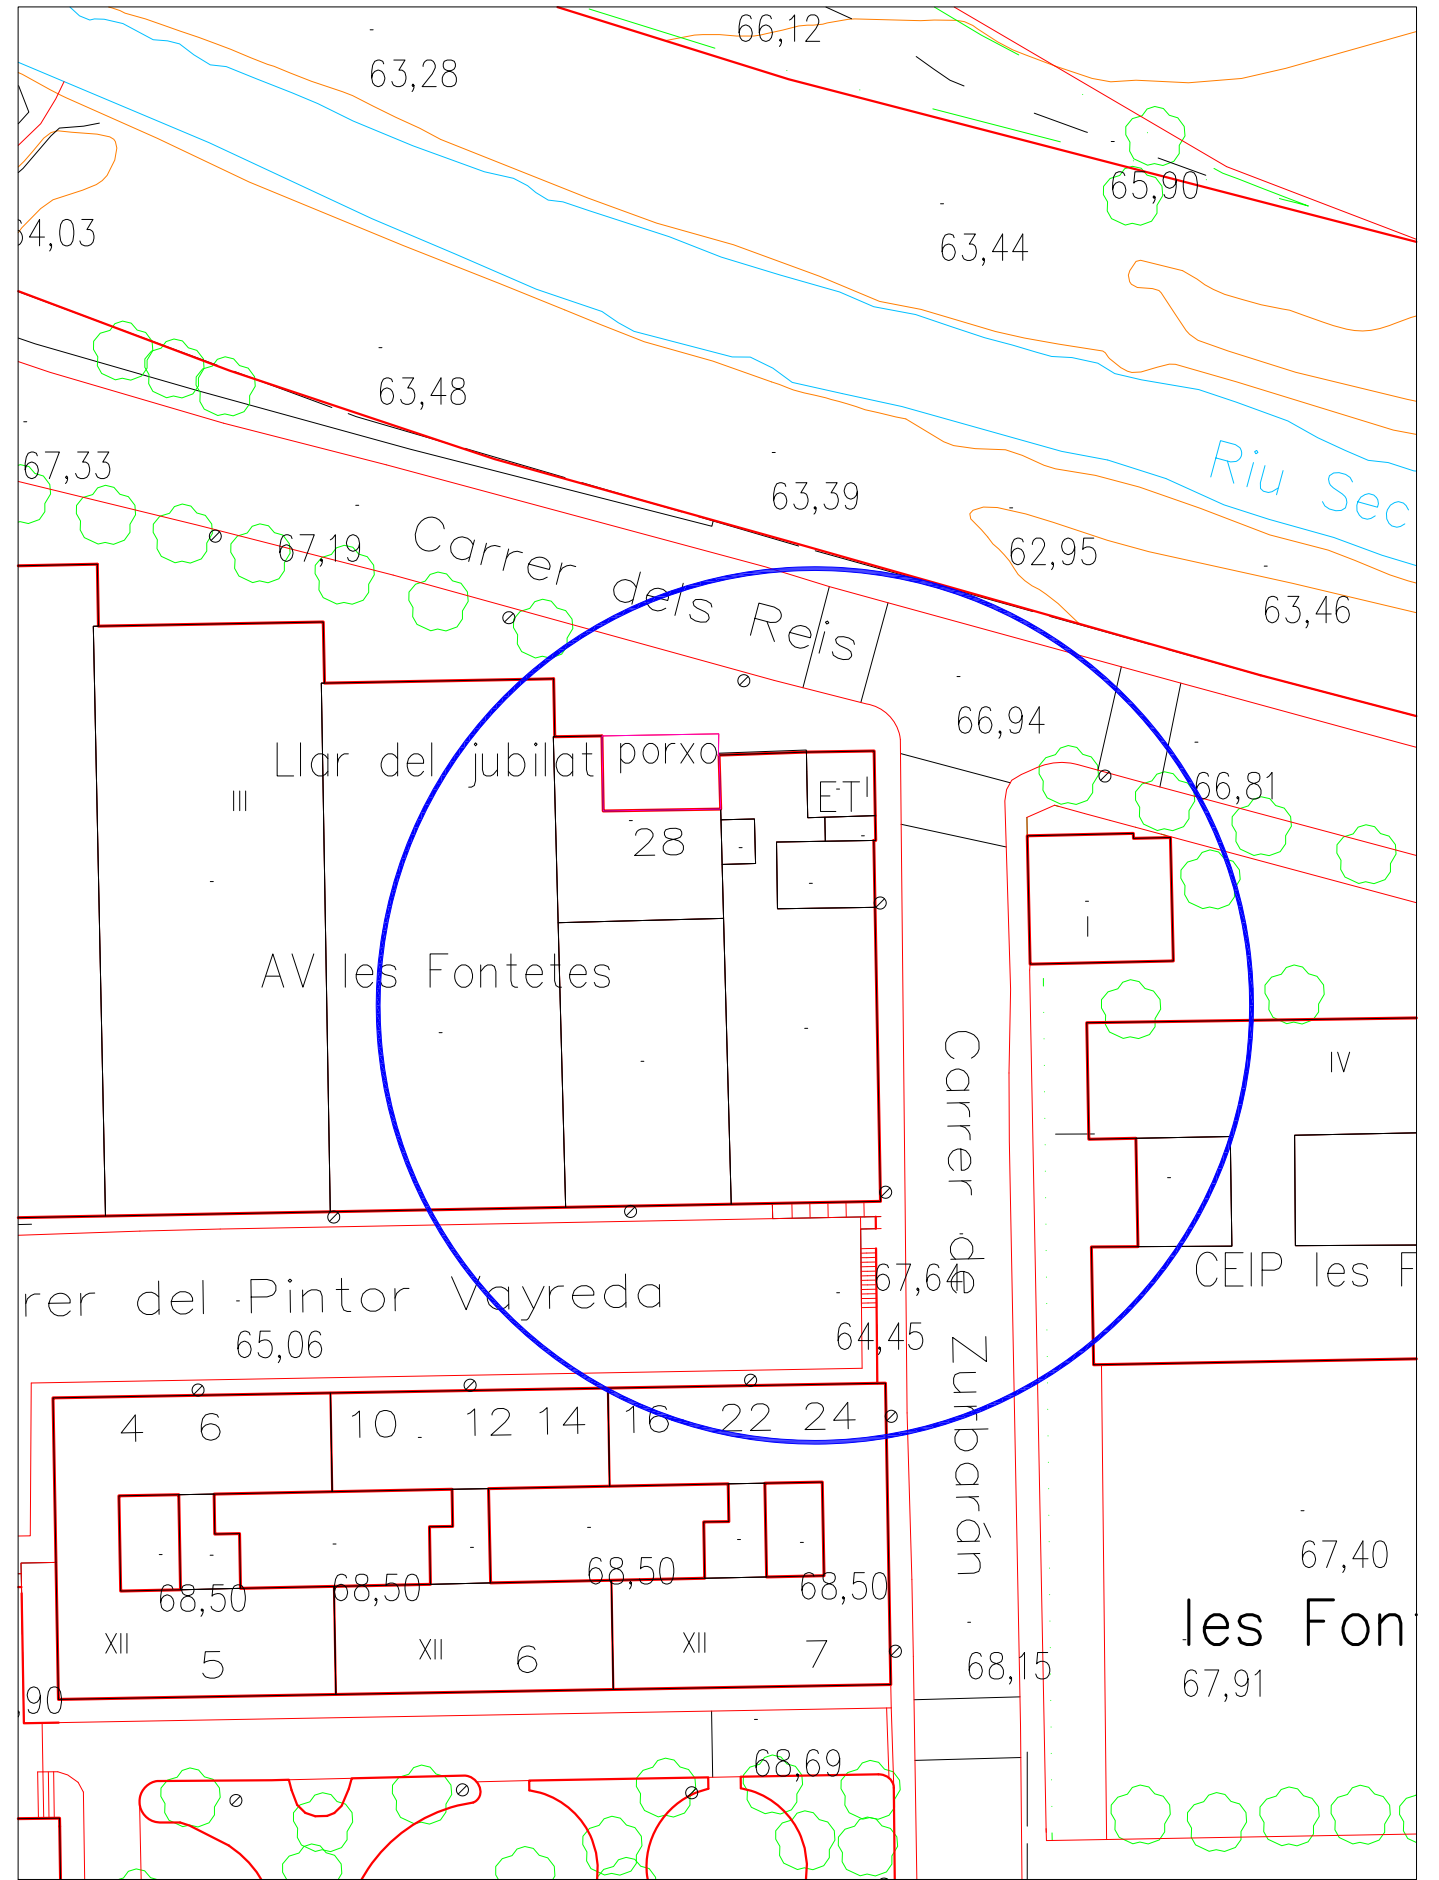 66,12
63,28
65,90
4,03
63,44
63,48
Riu Sec
67,33
63,39
67,19
Carrer dels Reis
62,95
63,46
66,94
porxo
Llar del jubilat
66,81
III
ET
I
28
I
AV les Fontetes
IV
Carrer de Zurbarán
CEIP les F
67,64
rer del Pintor Vayreda
64,45
65,06
4 6 10 12 14 16 22 24
67,40
68,50
68,50
68,50
68,50
les Fon
XII
XII
XII
5
6
7
68,15
67,91
,90
68,69